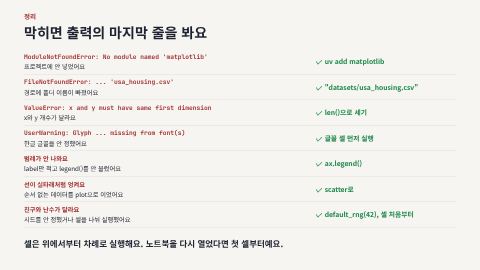 정리
막히면 출력의 마지막 줄을 봐요
ModuleNotFoundError: No module named 'matplotlib'
프로젝트에 안 넣었어요
✓ uv add matplotlib
FileNotFoundError: ... 'usa_housing.csv'
경로에 폴더 이름이 빠졌어요
✓ "datasets/usa_housing.csv"
ValueError: x and y must have same first dimension
x와 y 개수가 달라요
✓ len()으로 세기
UserWarning: Glyph ... missing from font(s)
한글 글꼴을 안 정했어요
✓ 글꼴 셀 먼저 실행
범례가 안 나와요
label만 적고 legend()를 안 불렀어요
✓ ax.legend()
선이 실타래처럼 엉켜요
순서 없는 데이터를 plot으로 이었어요
✓ scatter로
친구와 난수가 달라요
시드를 안 정했거나 셀을 나눠 실행했어요
✓ default_rng(42), 셀 처음부터
셀은 위에서부터 차례로 실행해요. 노트북을 다시 열었다면 첫 셀부터예요.